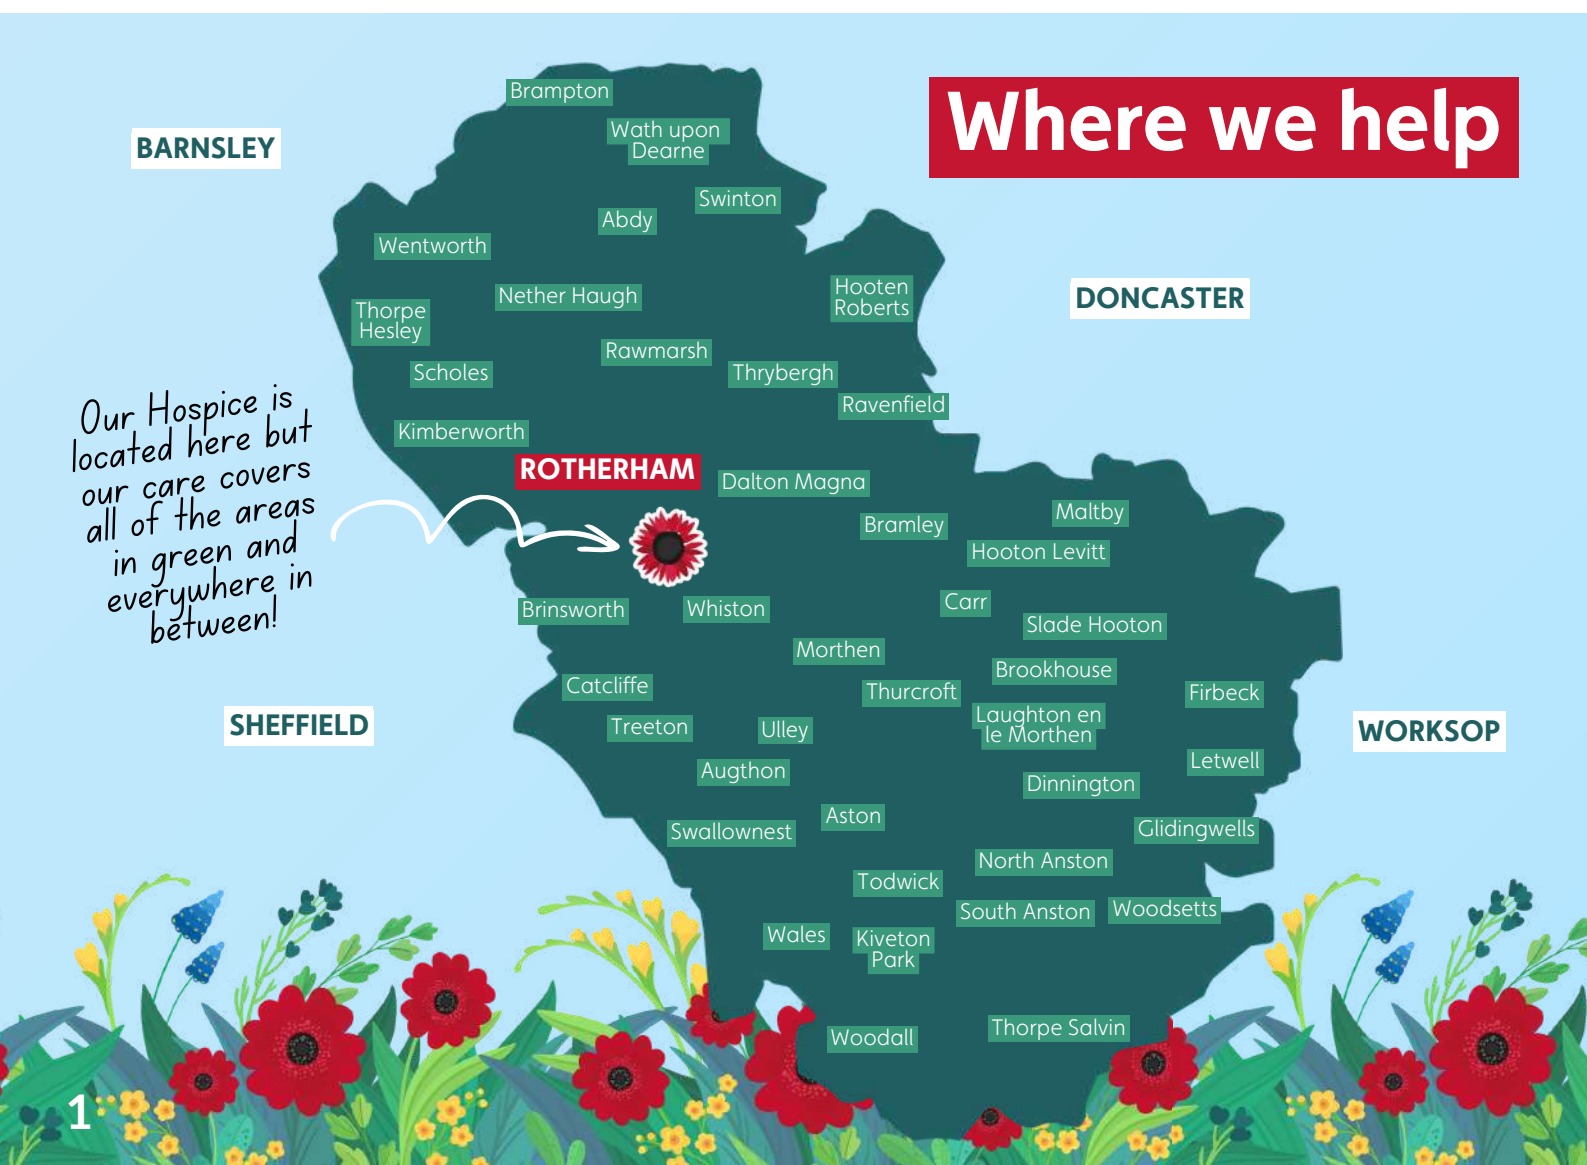 Where we help
Brampton
BARNSLEY
Wath upon
Dearne
Swinton
Abdy
Wentworth
Nether Haugh
Hooten
Roberts
DONCASTER
Thorpe
Hesley
Rawmarsh
Scholes
Thrybergh
Ravenfield
Our Hospice is
located here but
our care covers
all of the areas
in green and
everywhere in
between!
Kimberworth
ROTHERHAM
Dalton Magna
Bramley
Maltby
Hooton Levitt
Brinsworth
Whiston
Carr
Slade Hooton
Morthen
Brookhouse
Catcliffe
Thurcroft
Firbeck
SHEFFIELD
Treeton
Ulley
Laughton en
le Morthen
WORKSOP
Augthon
Letwell
Dinnington
Aston
Swallownest
Glidingwells
North Anston
Todwick
South Anston
Woodsetts
Wales
Kiveton
Park
Woodall
Thorpe Salvin
1